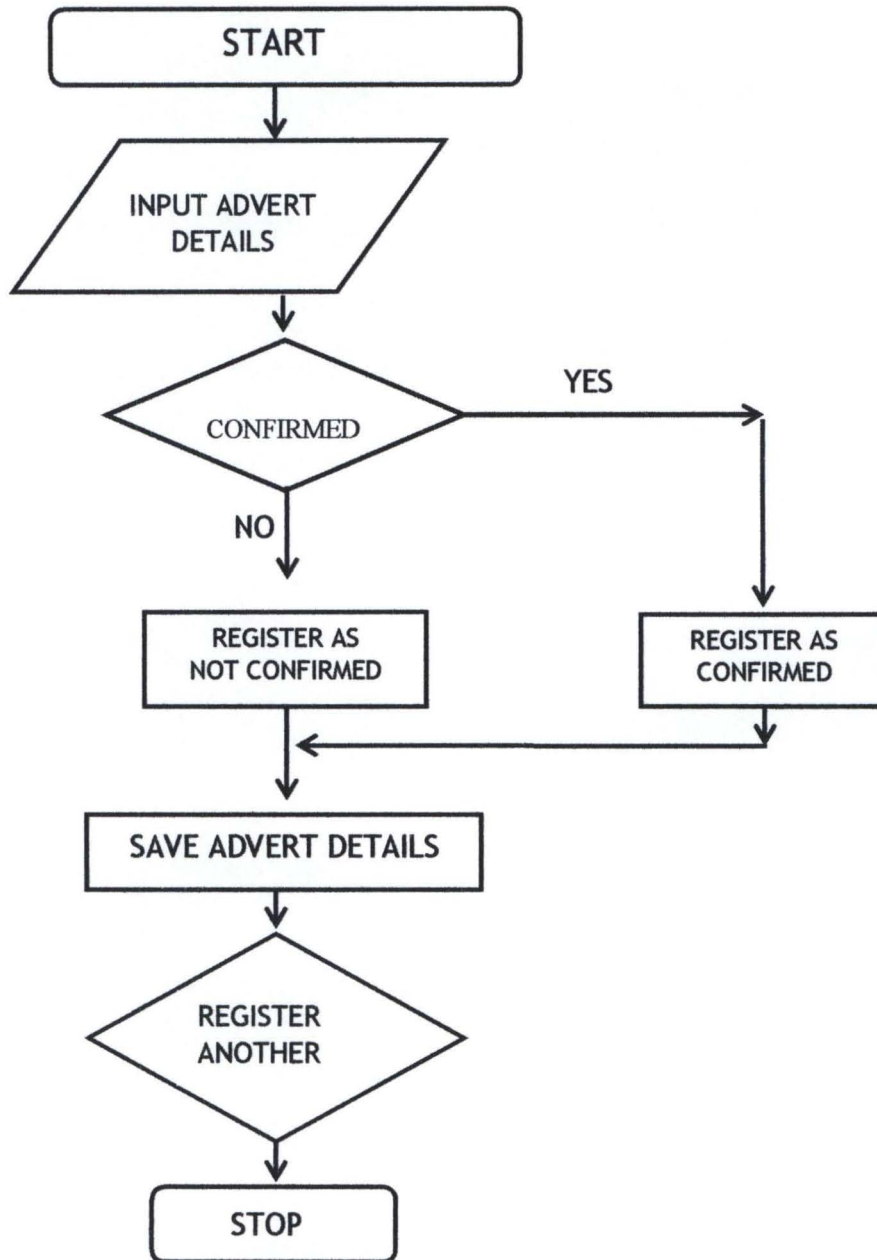 START
INPUT ADVERT
DETAILS
YES
CONFIRMED
NO
REGISTER AS
NOT CONFIRMED
REGISTER AS
CONFIRMED
SAVE ADVERT DETAILS
REGISTER
ANOTHER
STOP